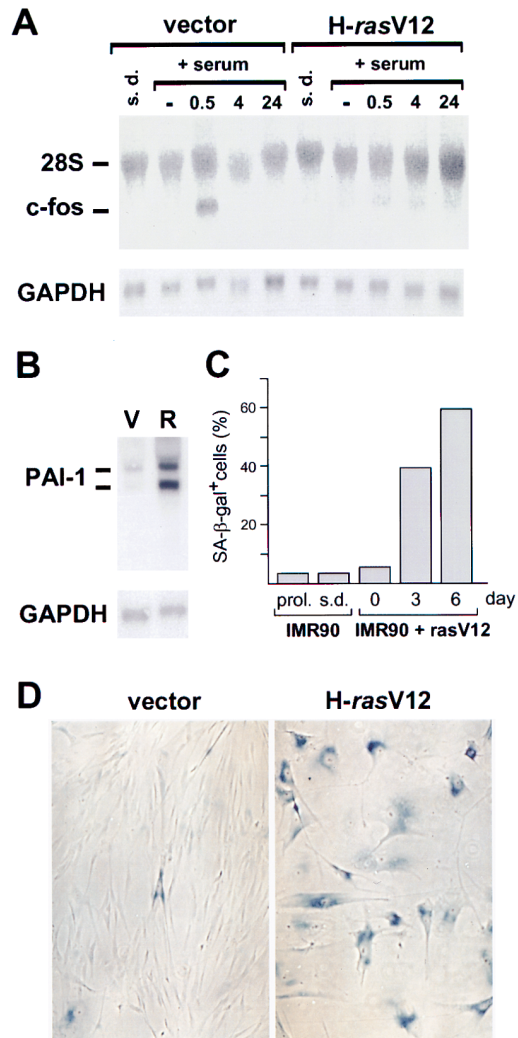 A
vector H-rasV12
+ serum + serum
s. d. - 0.5 4 24 s. d. - 0.5 4 24
28S
c-fos
GAPDH
B
V R
PAI-1
GAPDH
C
SA-β-gal+cells (%)
60
40
20
prol. s.d. 0 3 6 day
IMR90 IMR90 + rasV12
D
vector H-rasV12